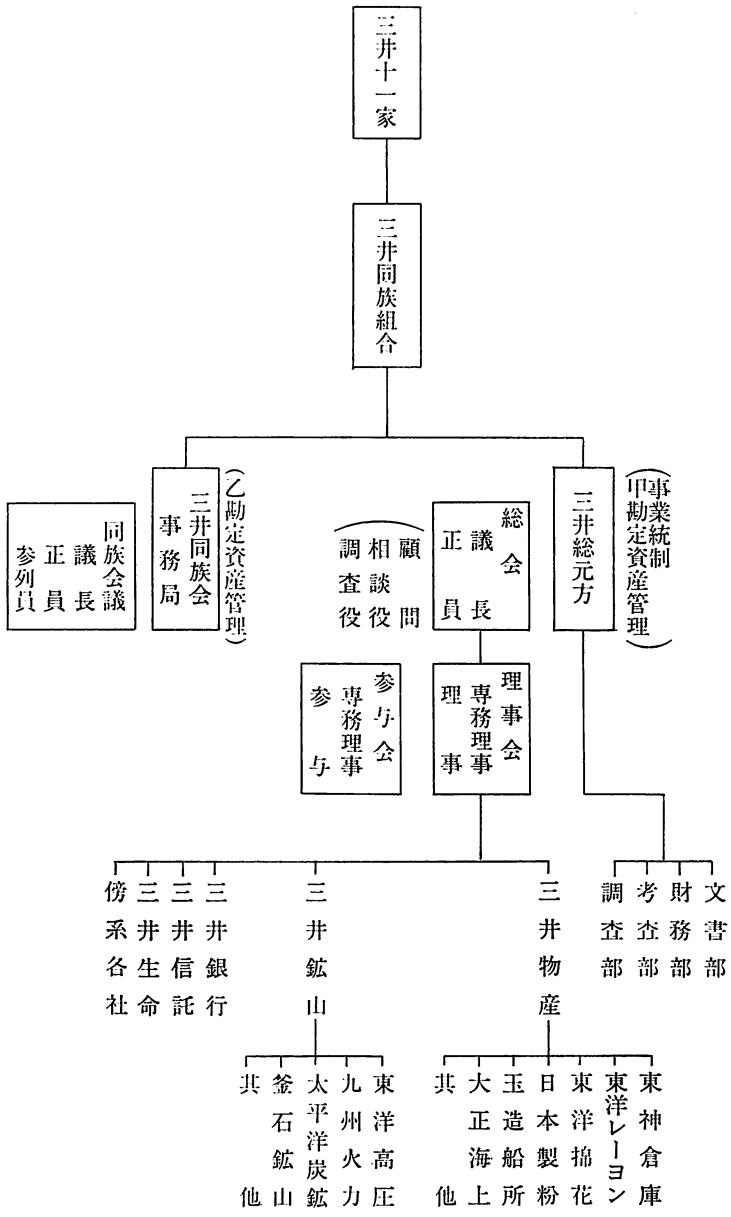 三井十一家
三井同族組合
(事業統制
甲勘定資産管理)
三井総元方
総会
議長
正員
(顧問
相談役
調査役
(乙勘定資産管理)
三井同族会
事務局
同族会議
議長
正員
参列員
理事会
専務理事
理事
参与会
専務理事
参与
文書部
財務部
考査部
調査部
三井物産
三井鉱山
三井銀行
三井信託
三井生命
傍系各社
東神倉庫
東洋レーヨン
東洋掲花
日本製粉
玉造船所
大正海上
其他
東洋高圧
九州火力
太平洋炭鉱
釜石鉱山
其他